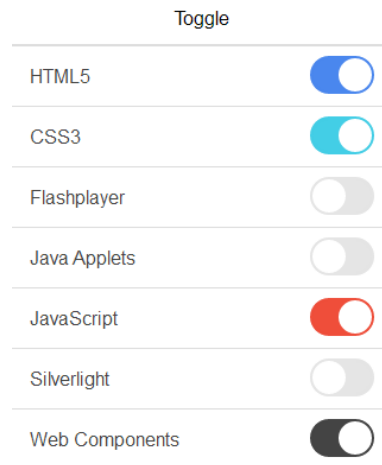 Toggle
HTML5
CSS3
Flashplayer
Java Applets
JavaScript
Silverlight
Web Components